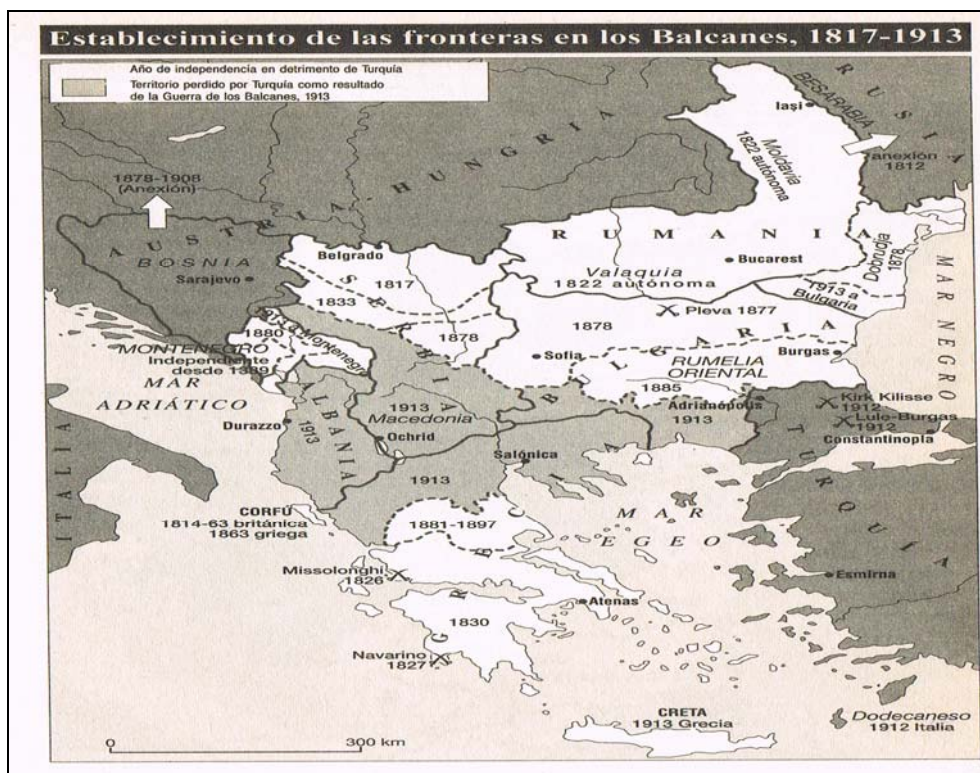 Establecimiento de las fronteras en los Balcanes, 1817-1913
Año de independencia en detrimento de Turquía
Territorio perdido por Turquía como resultado
de la Guerra de los Balcanes, 1913
RUSIA
BESARABIA
Iaşi
anexión
1812
Moldavia
1822 autónoma
1878-1908
(Anexión)
AUSTRIA-HUNGRIA
BOSNIA
Sarajevo
Belgrado
1817
1833
SERBIA
1878
RUMANIA
Bucarest
Valaquia
1822 autónoma
Dobrudja
1878
1913 a
Bulgaria
MAR NEGRO
1878
Pleva 1877
BULGARIA
Sofía
RUMELIA
ORIENTAL
Burgas
1885
1913 a Montenegro
1880
MONTENEGRO
Independiente
desde 1389
MAR
ADRIÁTICO
ITALIA
ALBANIA
1913
Durazzo
1913
Macedonia
Ochrid
Adrianópolis
1913
Kirk Kilisse
1912
Lule-Burgas
1912
Constantinopla
TURQUÍA
Salónica
1913
CORFÚ
1814-63 británica
1863 griega
1881-1897
GRECIA
MAR
EGEO
Missolonghi
1826
Atenas
Esmirna
1830
Navarino
1827
CRETA
1913 Grecia
Dodecaneso
1912 Italia
0
300 km